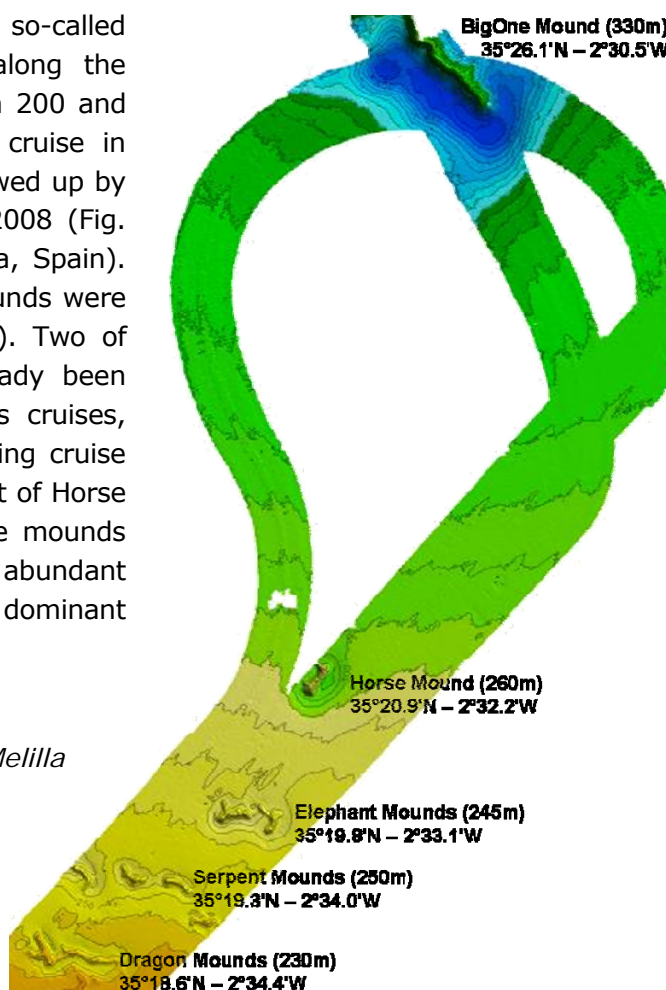 so-called
along the
200 and
cruise in
wed up by
2008 (Fig.
a, Spain).
unds were
). Two of
eady been
s cruises,
ing cruise
t of Horse
e mounds
abundant
dominant
Melilla
BigOne Mound (330m)
35°26.1'N – 2°30.5'W
Horse Mound (260m)
35°20.9'N – 2°32.2'W
Elephant Mounds (245m)
35°19.8'N – 2°33.1'W
Serpent Mounds (250m)
35°19.3'N – 2°34.0'W
Dragon Mounds (230m)
35°18.6'N – 2°34.4'W